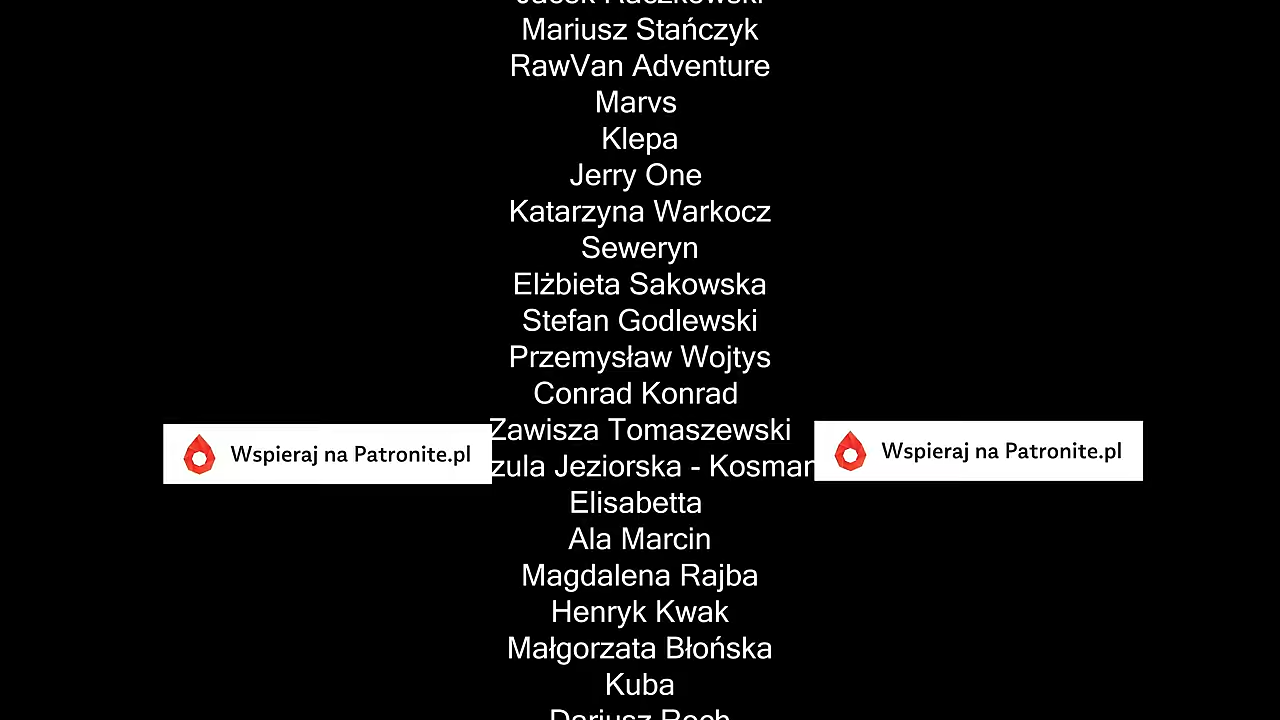 Mariusz Stańczyk
RawVan Adventure
Marvs
Klepa
Jerry One
Katarzyna Warkocz
Seweryn
Elżbieta Sakowska
Stefan Godlewski
Przemysław Wojtys
Conrad Konrad
Zawisza Tomaszewski
Wspieraj na Patronite.pl
Jeziorska -
Wspieraj na Patronite.pl
Elisabetta
Ala Marcin
Magdalena Rajba
Henryk Kwak
Małgorzata Błońska
Kuba